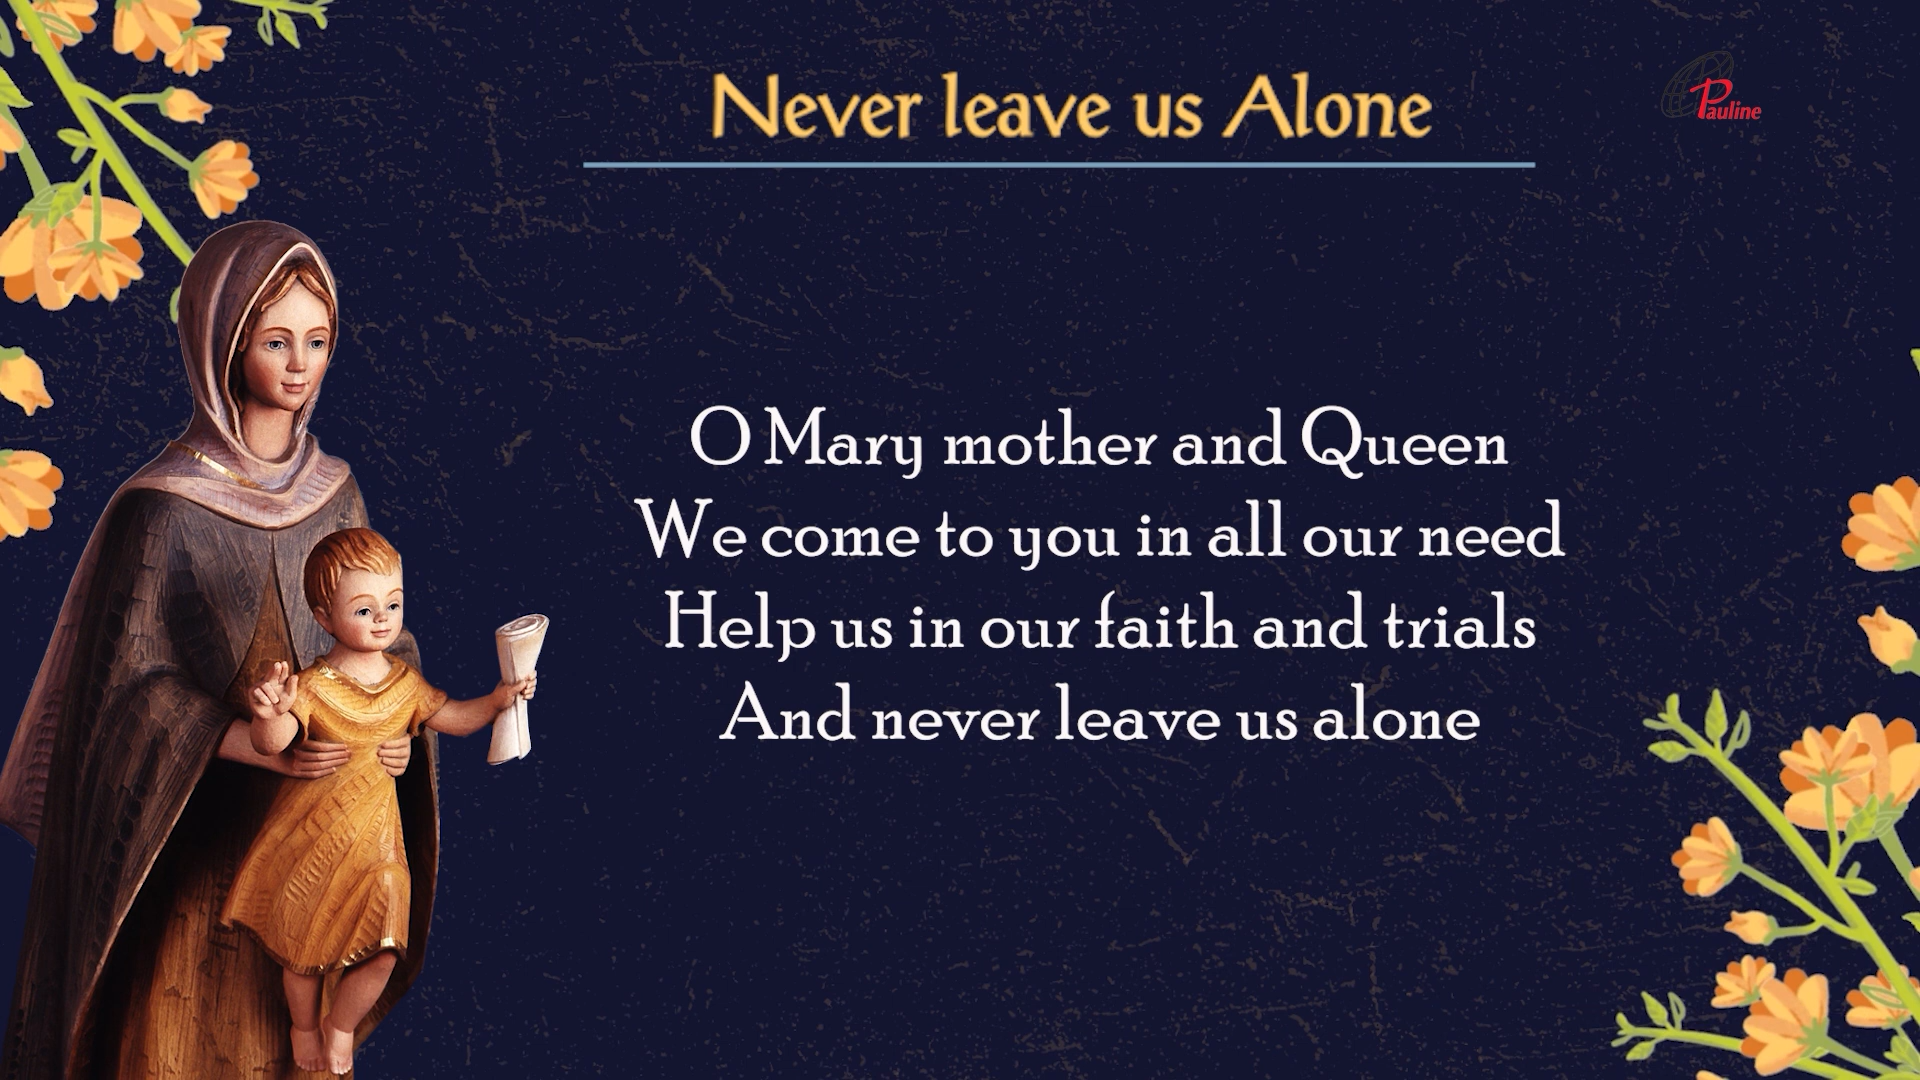 Never leave us Alone
Pauline
O Mary mother and Queen
We come to you in all our need
Help us in our faith and trials
And never leave us alone